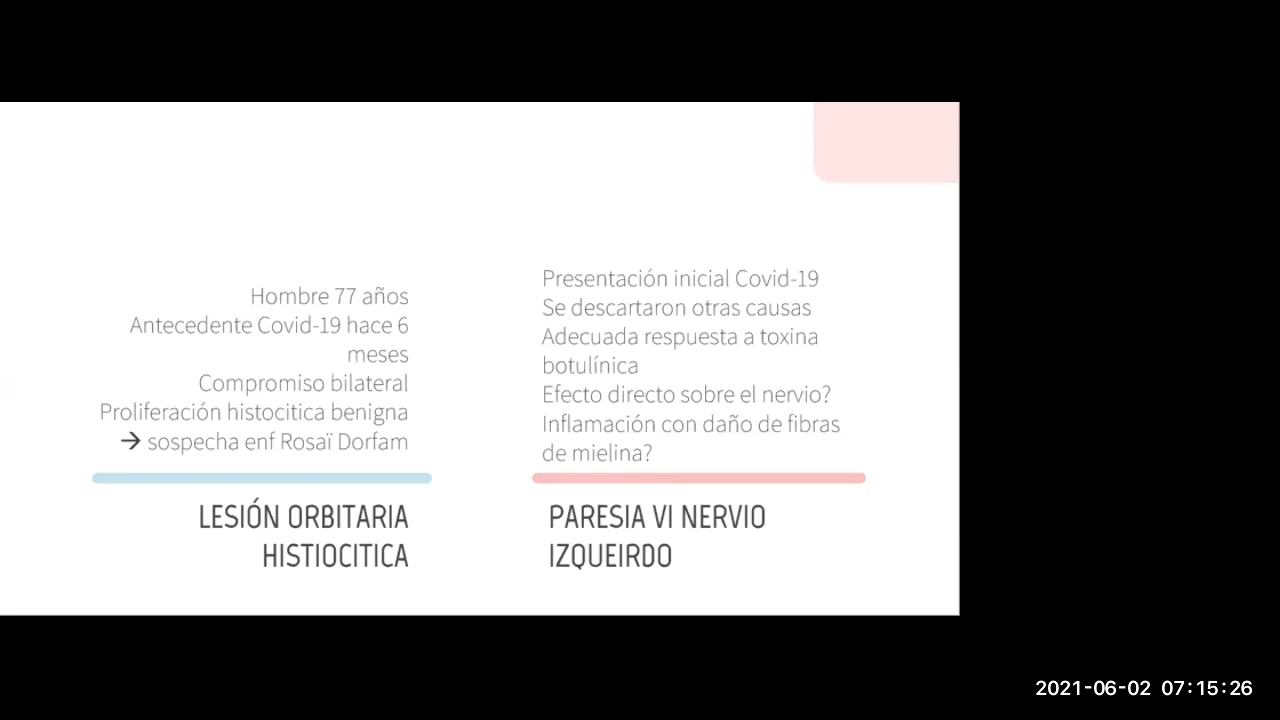 Hombre 77 años
Antecedente Covid-19 hace 6
meses
Compromiso bilateral
Proliferación histocitica benigna
→ sospecha enf Rosaï Dorfam
LESIÓN ORBITARIA
HISTIOCITICA
Presentación inicial Covid-19
Se descartaron otras causas
Adecuada respuesta a toxina
botulínica
Efecto directo sobre el nervio?
Inflamación con daño de fibras
de mielina?
PARESIA VI NERVIO
IZQUEIRDO
2021-06-02 07:15:26